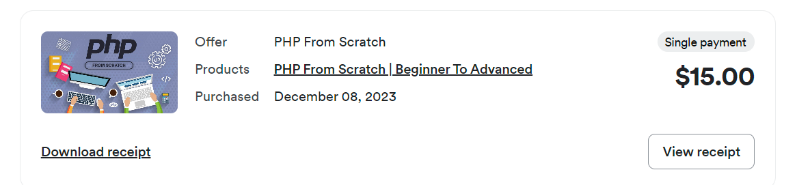 php
FROM SCRATCH
Offer PHP From Scratch
Products PHP From Scratch | Beginner To Advanced
Purchased December 08, 2023
Single payment
$15.00
Download receipt
View receipt